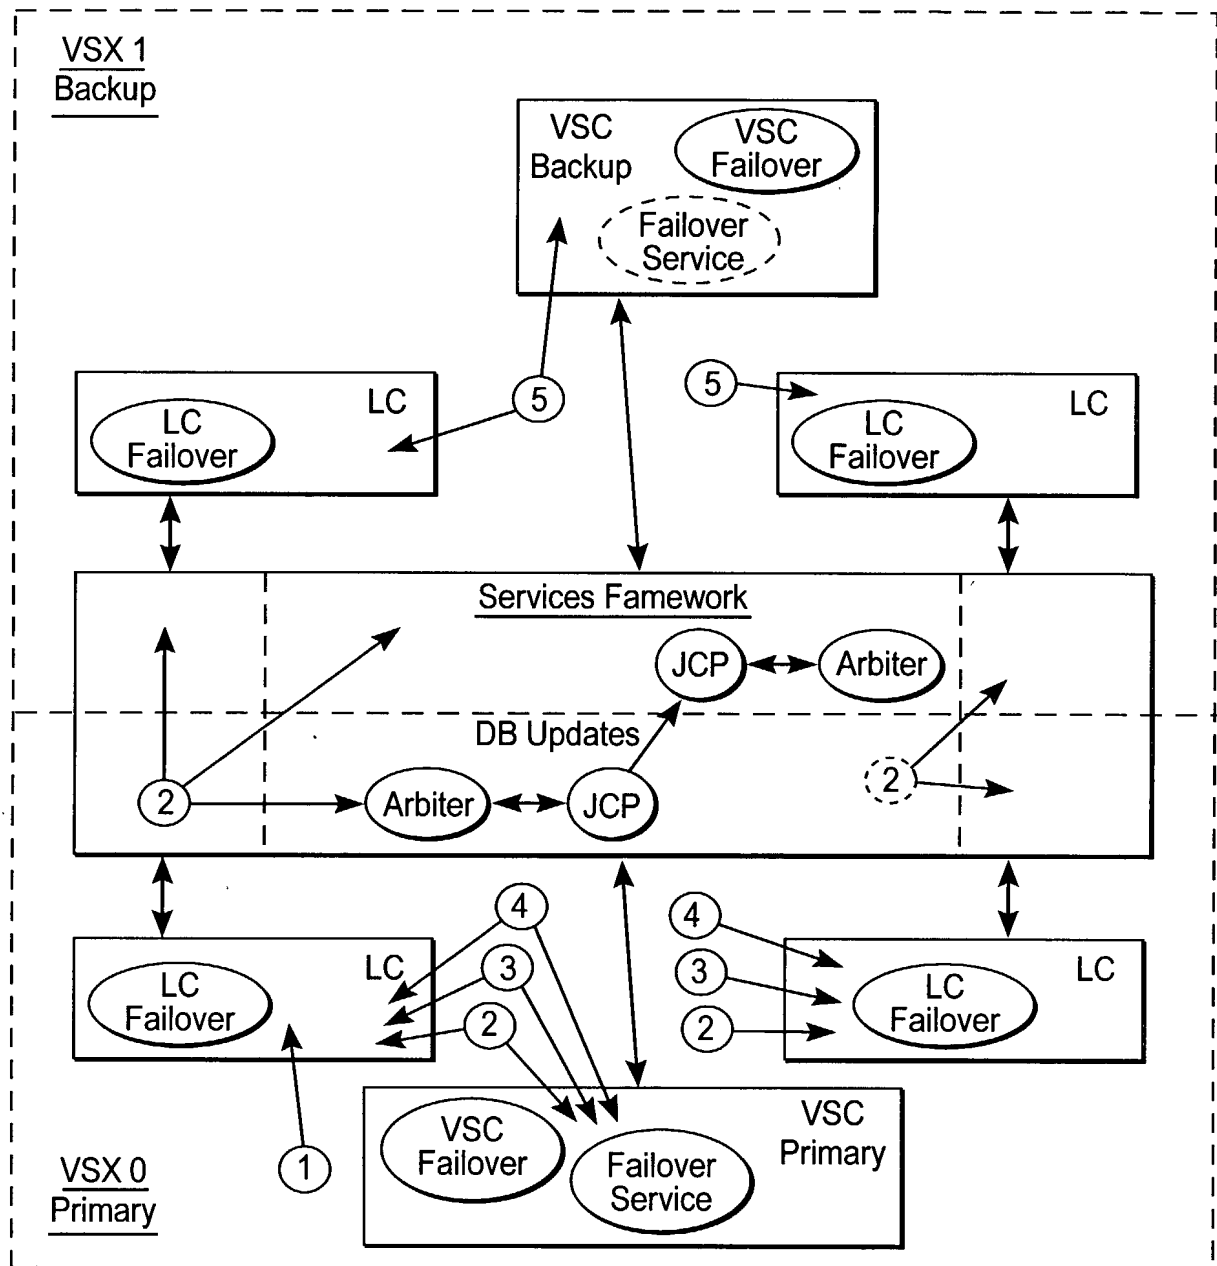 VSX 1
Backup
VSC
Backup
VSC
Failover
Failover
Service
5
5
LC
Failover
LC
LC
Failover
LC
Services Famework
JCP
Arbiter
DB Updates
2
Arbiter
JCP
2
4
3
2
LC
Failover
LC
4
3
2
LC
Failover
LC
1
VSC
Failover
Failover
Service
VSC
Primary
VSX 0
Primary